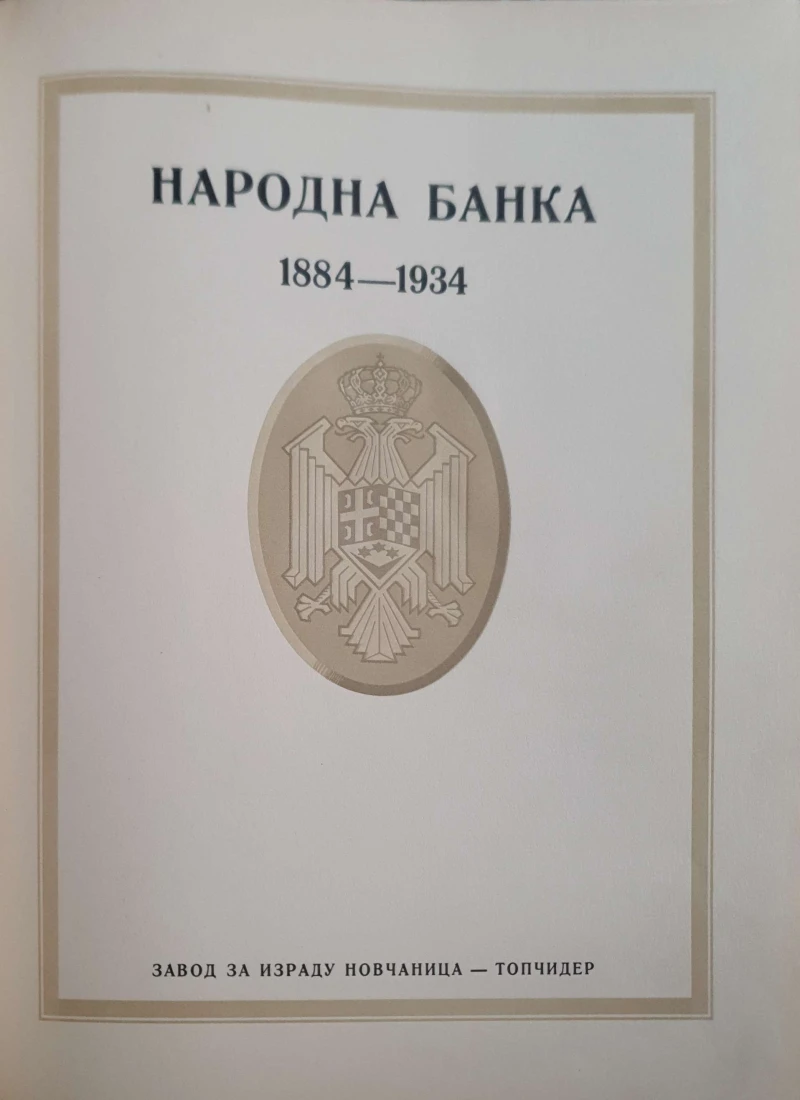 НАРОДНА БАНКА
1884—1934
ЗАВОД ЗА ИЗРАДУ НОВЧАНИЦА — ТОПЧИДЕР